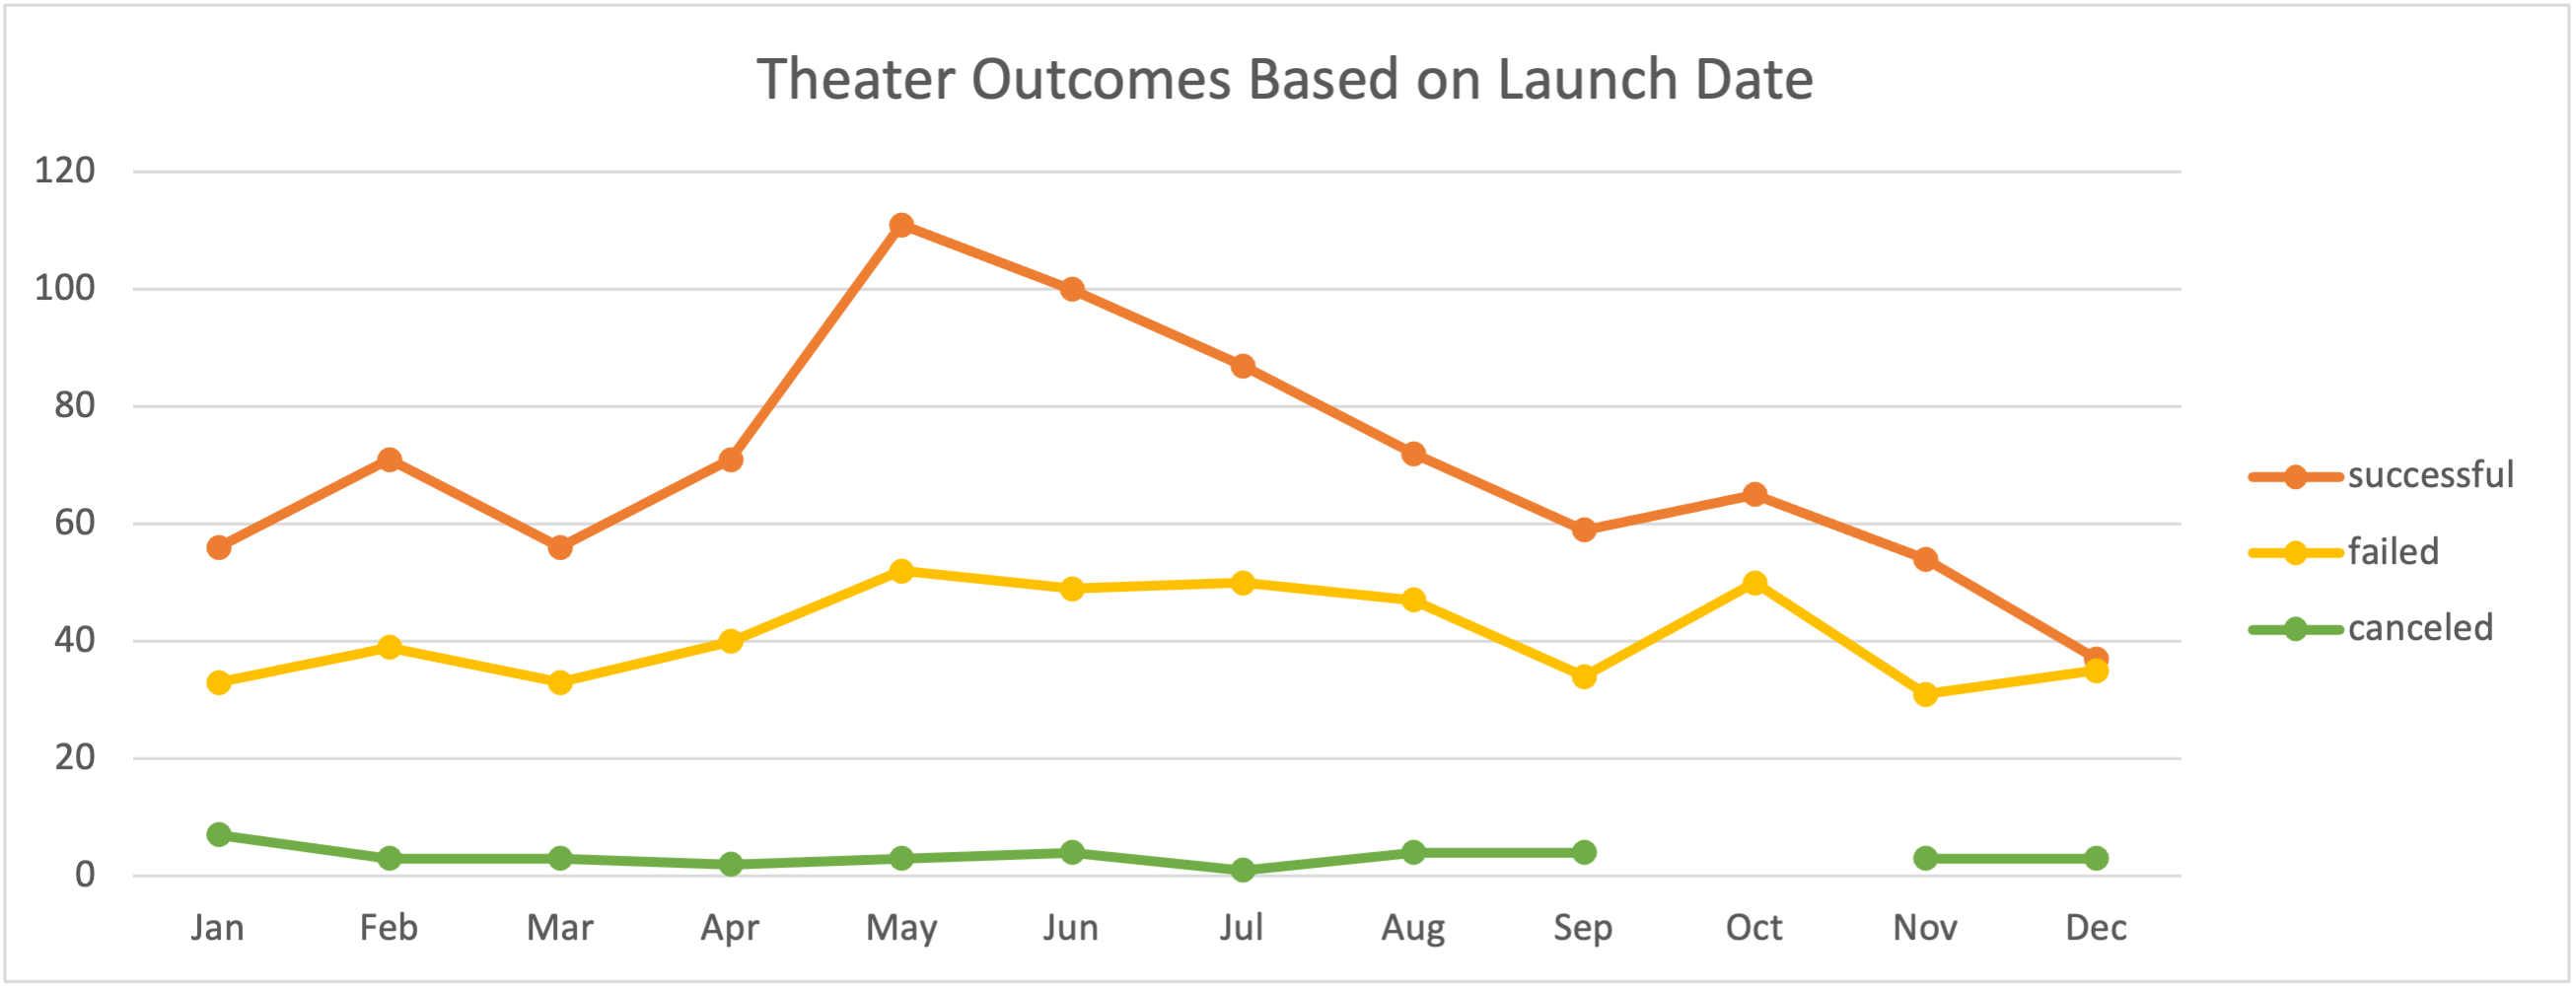 Theater Outcomes Based on Launch Date
120
100
80
60
40
20
0
Jan Feb Mar Apr May Jun Jul Aug Sep Oct Nov Dec
successful
failed
canceled